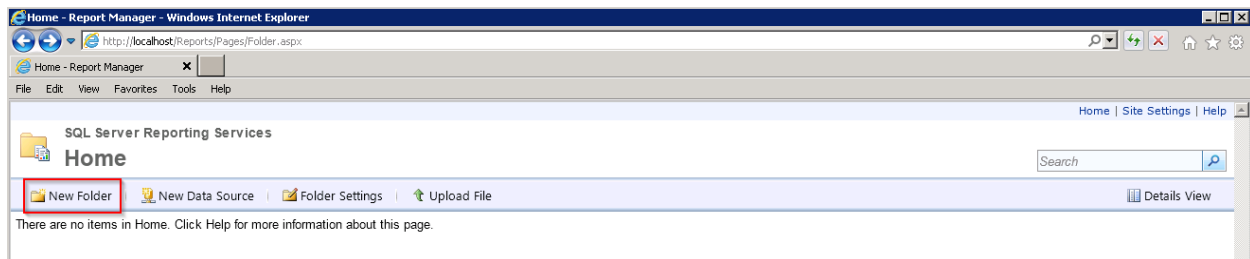 Home - Report Manager - Windows Internet Explorer
http://localhost/Reports/Pages/Folder.aspx
Home - Report Manager
File Edit View Favorites Tools Help
Home | Site Settings | Help
SQL Server Reporting Services
Home
Search
New Folder New Data Source Folder Settings Upload File Details View
There are no items in Home. Click Help for more information about this page.